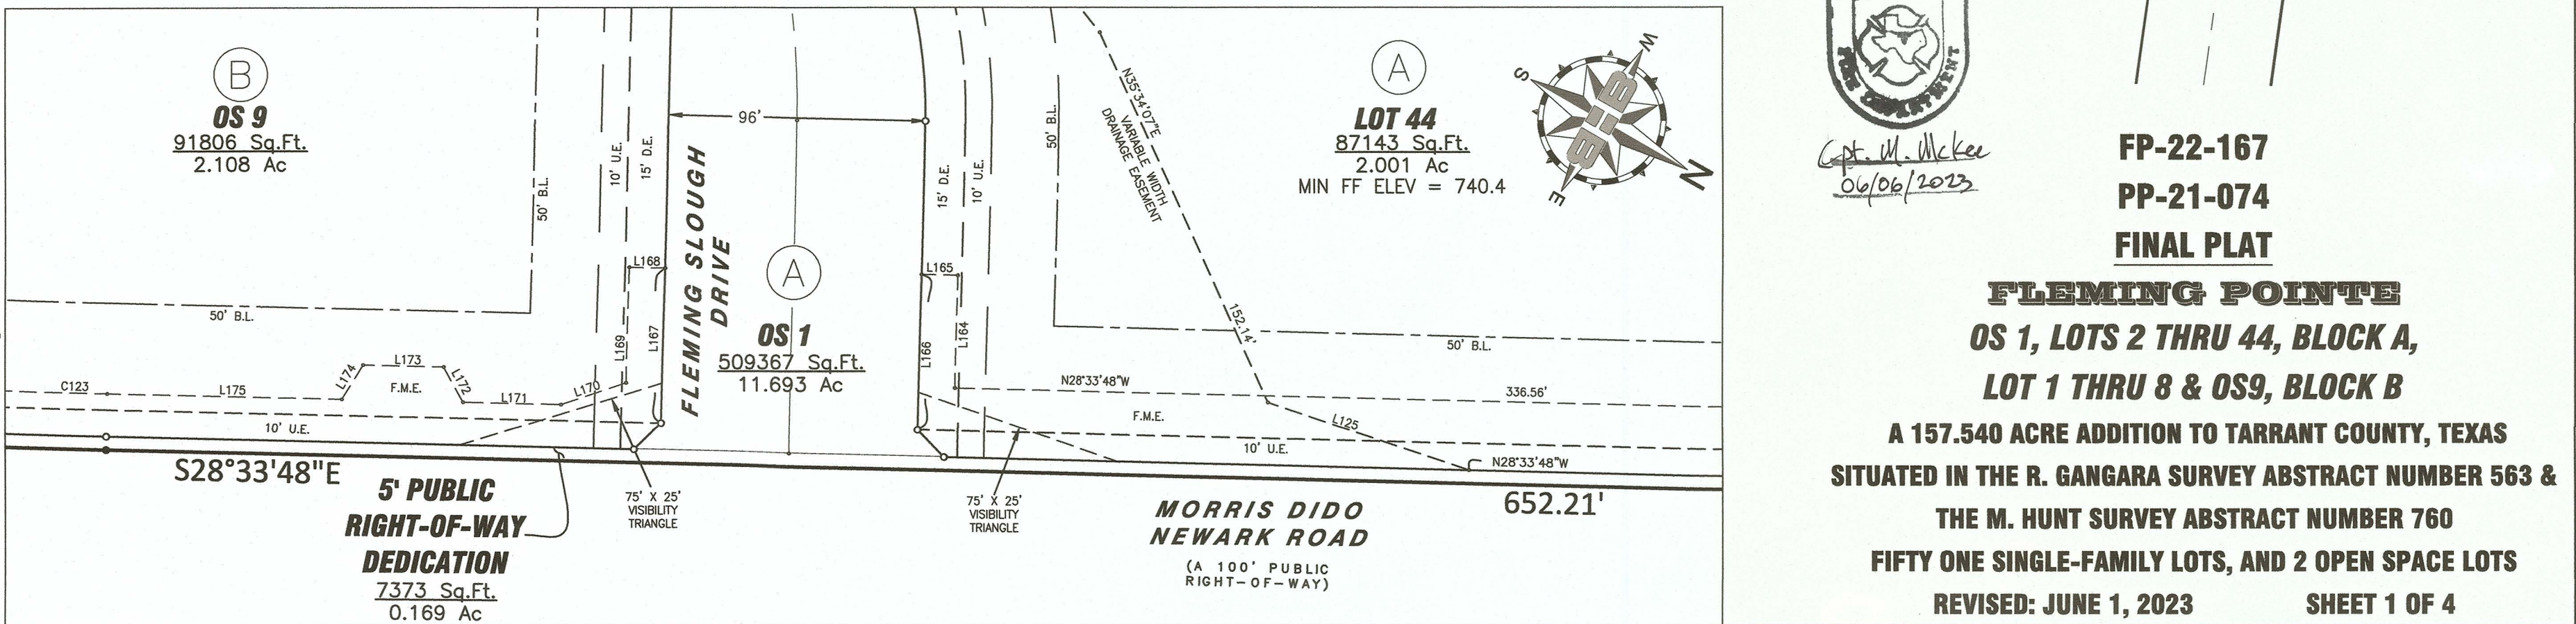 B
OS 9
91806 Sq.Ft.
2.108 Ac
50' B.L.
50' B.L.
10' U.E.
15' D.E.
96'
FLEMING SLOUGH
DRIVE
A
OS 1
509367 Sq.Ft.
11.693 Ac
15' D.E.
10' U.E.
50' B.L.
N35°34'07"E
VARIABLE WIDTH
DRAINAGE EASEMENT
152.14'
A
LOT 44
87143 Sq.Ft.
2.001 Ac
MIN FF ELEV = 740.4
50' B.L.
W
S
N
E
B
B
L168
L169
L167
L165
L166
L164
C123
L175
L174
L173
F.M.E.
L172
L171
L170
10' U.E.
N28°33'48"W
336.56'
F.M.E.
L125
10' U.E.
N28°33'48"W
S28°33'48"E
652.21'
5' PUBLIC
RIGHT-OF-WAY
DEDICATION
7373 Sq.Ft.
0.169 Ac
75' X 25'
VISIBILITY
TRIANGLE
75' X 25'
VISIBILITY
TRIANGLE
MORRIS DIDO
NEWARK ROAD
(A 100' PUBLIC
RIGHT-OF-WAY)
FIRE DEPARTMENT
Cpt. M. McKee
06/06/2023
FP-22-167
PP-21-074
FINAL PLAT
FLEMING POINTE
OS 1, LOTS 2 THRU 44, BLOCK A,
LOT 1 THRU 8 & OS9, BLOCK B
A 157.540 ACRE ADDITION TO TARRANT COUNTY, TEXAS
SITUATED IN THE R. GANGARA SURVEY ABSTRACT NUMBER 563 &
THE M. HUNT SURVEY ABSTRACT NUMBER 760
FIFTY ONE SINGLE-FAMILY LOTS, AND 2 OPEN SPACE LOTS
REVISED: JUNE 1, 2023 SHEET 1 OF 4